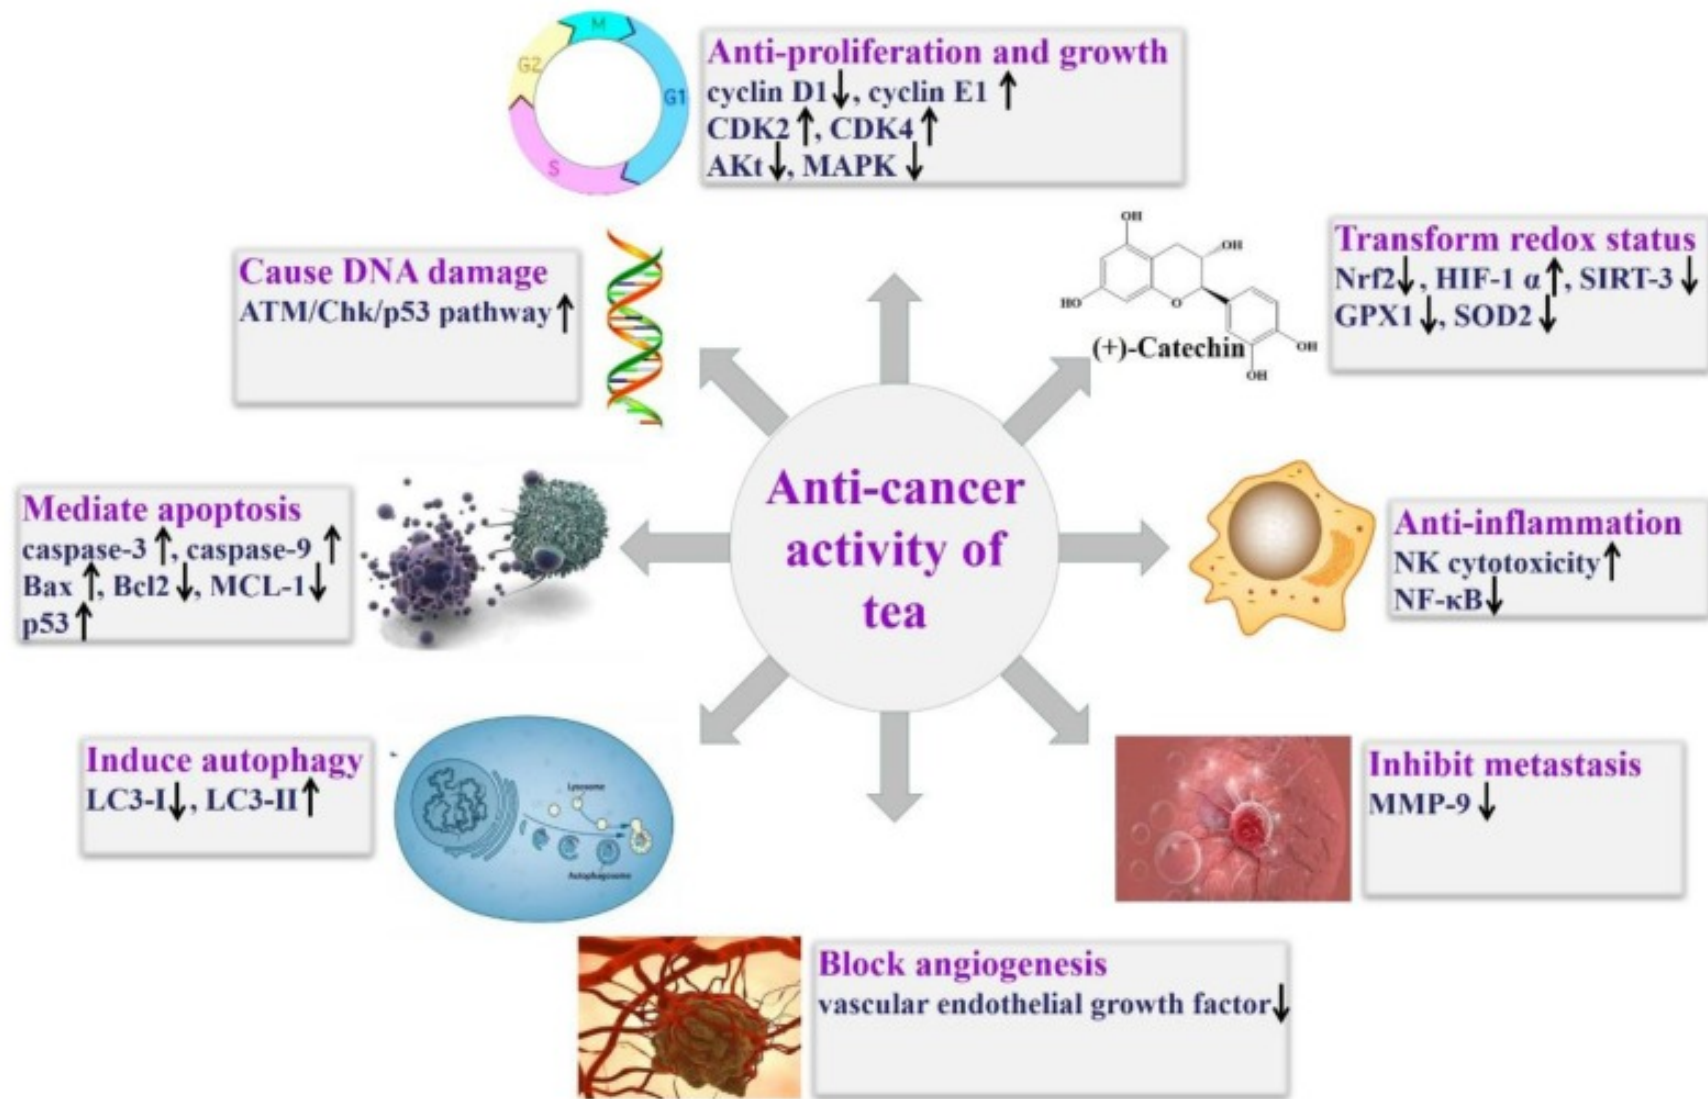 M
G2
G1
S
Anti-proliferation and growth
cyclin D1↓, cyclin E1↑
CDK2↑, CDK4↑
AKt↓, MAPK↓
Cause DNA damage
ATM/Chk/p53 pathway↑
OH
OH
HO
O
OH
OH
(+)-Catechin
Transform redox status
Nrf2↓, HIF-1 α↑, SIRT-3↓
GPX1↓, SOD2↓
Mediate apoptosis
caspase-3↑, caspase-9↑
Bax↑, Bcl2↓, MCL-1↓
p53↑
Anti-cancer
activity of
tea
Anti-inflammation
NK cytotoxicity↑
NF-κB↓
Induce autophagy
LC3-I↓, LC3-II↑
Lysosome
Autophagosome
Inhibit metastasis
MMP-9↓
Block angiogenesis
vascular endothelial growth factor↓